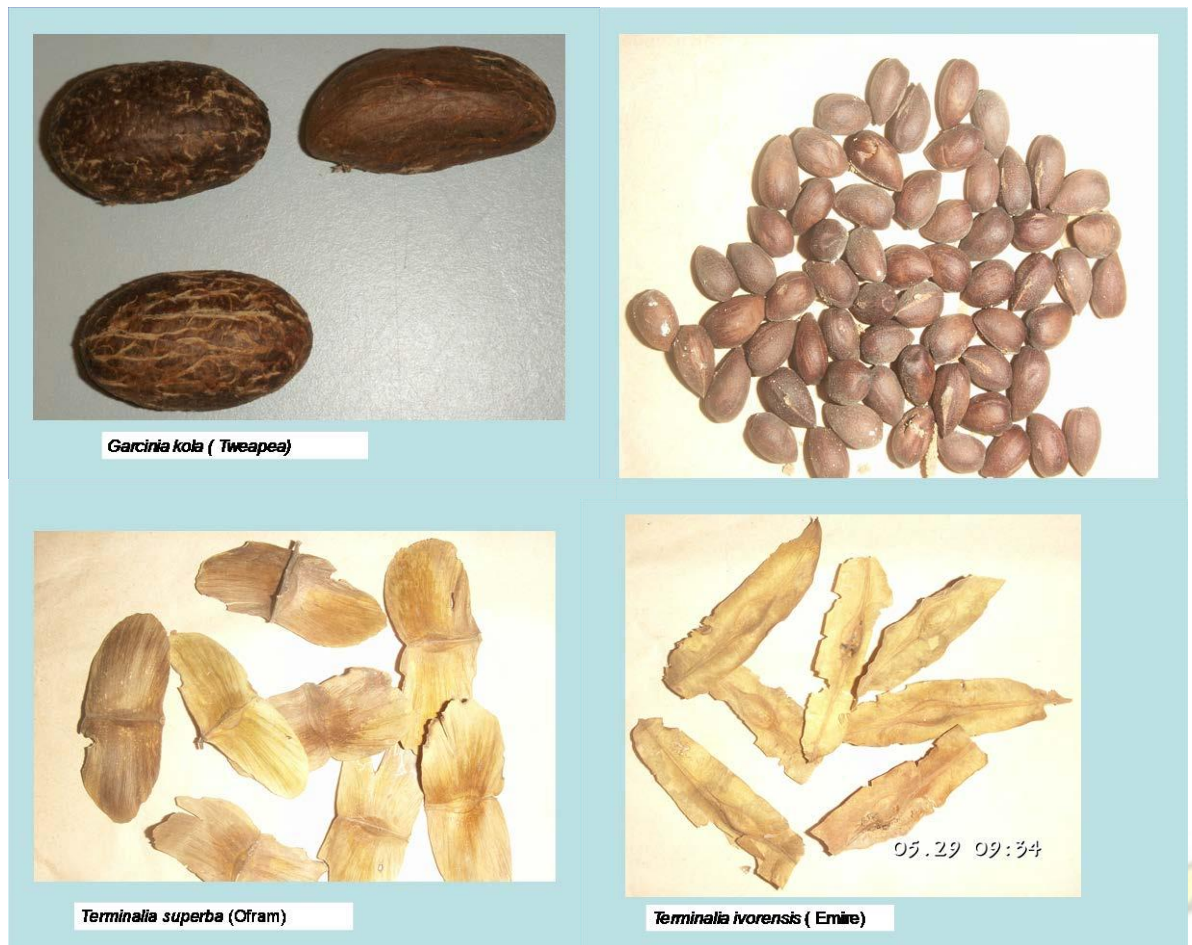 Garcinia kola ( Tweapea)
05.29 09:34
Terminalia superba (Ofram)
Terminalia ivorensis ( Emire)